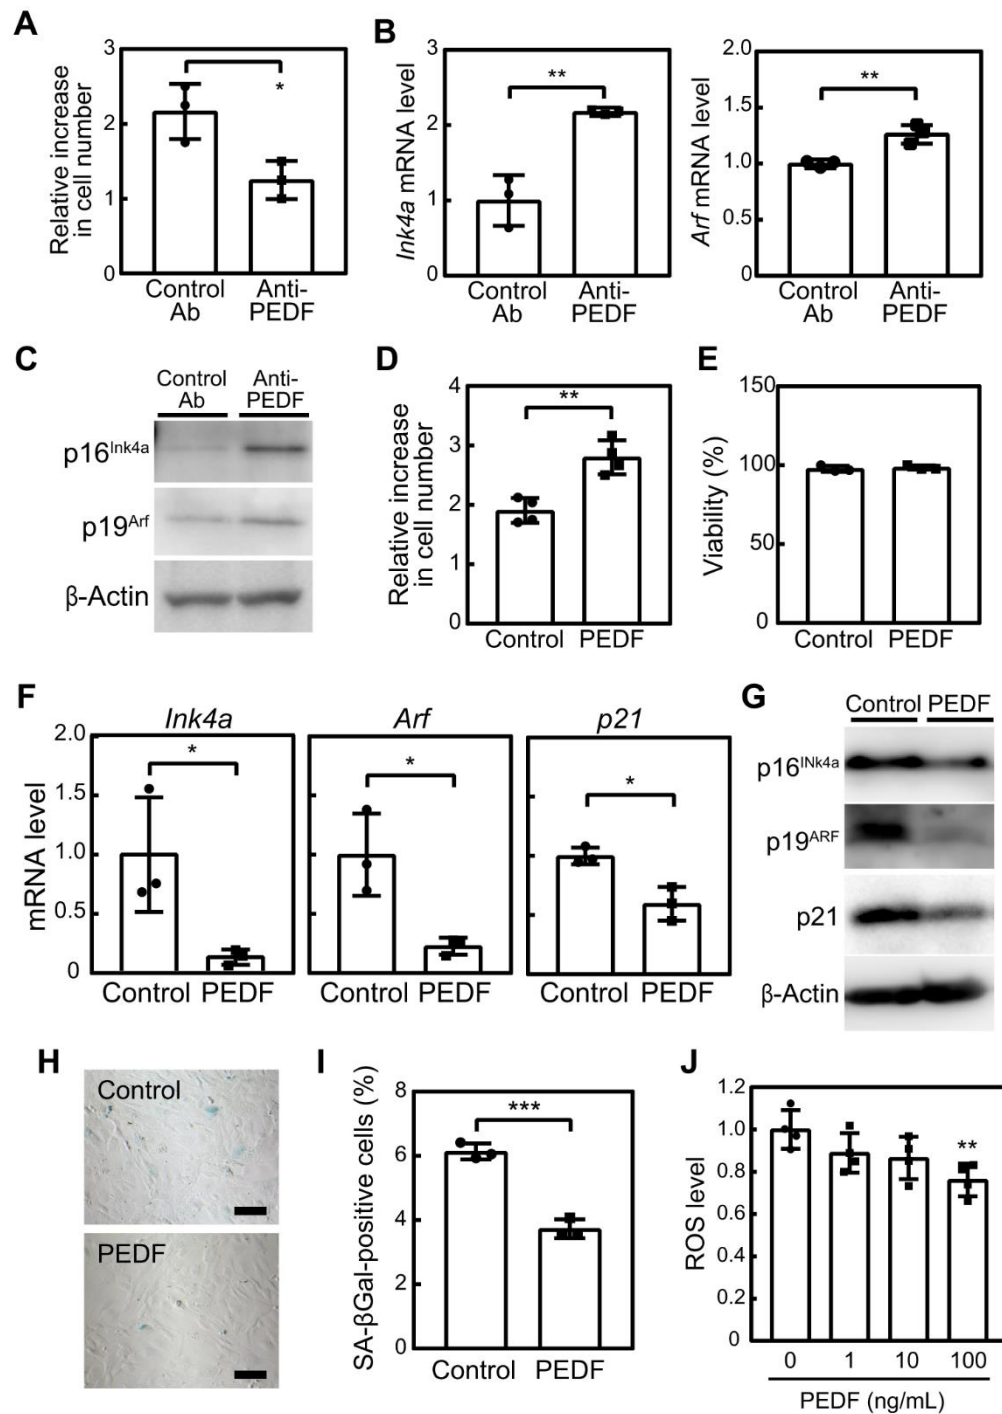 A
Relative increase
in cell number
3
2
1
0
*
Control
Ab
Anti-
PEDF
B
Ink4a mRNA level
3
2
1
0
**
Control
Ab
Anti-
PEDF
Arf mRNA level
2.0
1.5
1.0
0.5
0
**
Control
Ab
Anti-
PEDF
C
Control
Ab
Anti-
PEDF
p16Ink4a
p19Arf
β-Actin
D
Relative increase
in cell number
4
3
2
1
0
**
Control PEDF
E
Viability (%)
150
100
50
0
Control PEDF
F
mRNA level
2.0
1.5
1.0
0.5
0
Ink4a
*
Control PEDF
Arf
*
Control PEDF
p21
*
Control PEDF
G
Control PEDF
p16INk4a
p19ARF
p21
β-Actin
H
Control
PEDF
I
SA-βGal-positive cells (%)
8
6
4
2
0
***
Control PEDF
J
ROS level
1.2
1.0
0.8
0.6
0.4
0.2
0
**
0 1 10 100
PEDF (ng/mL)